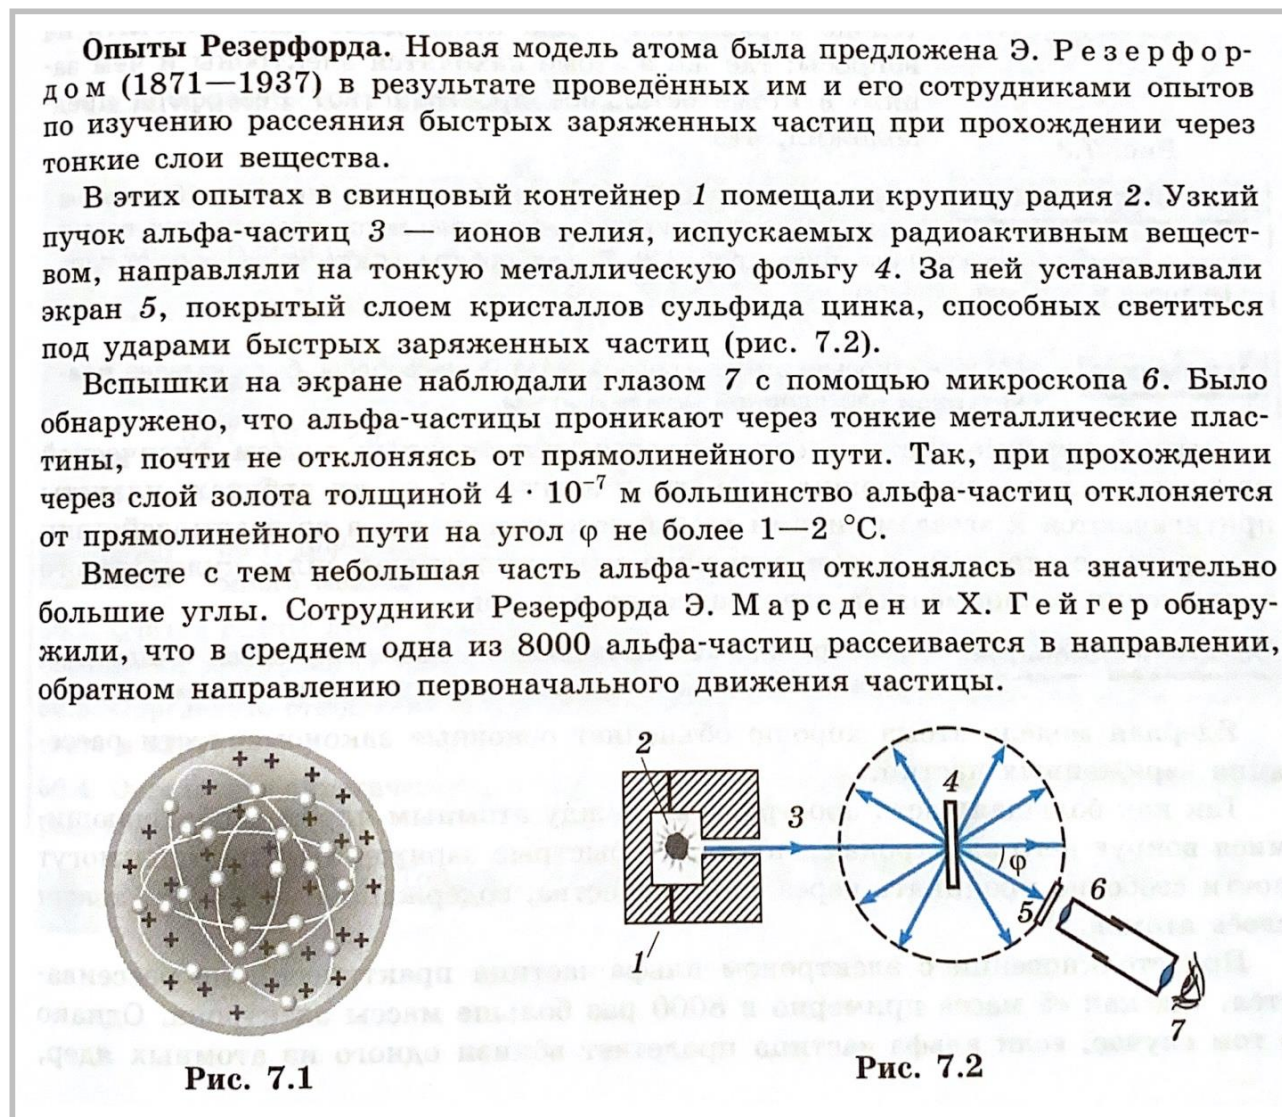 Опыты Резерфорда. Новая модель атома была предложена Э. Резерфор-
дом (1871—1937) в результате проведённых им и его сотрудниками опытов
по изучению рассеяния быстрых заряженных частиц при прохождении через
тонкие слои вещества.
В этих опытах в свинцовый контейнер 1 помещали крупицу радия 2. Узкий
пучок альфа-частиц 3 — ионов гелия, испускаемых радиоактивным вещест-
вом, направляли на тонкую металлическую фольгу 4. За ней устанавливали
экран 5, покрытый слоем кристаллов сульфида цинка, способных светиться
под ударами быстрых заряженных частиц (рис. 7.2).
Вспышки на экране наблюдали глазом 7 с помощью микроскопа 6. Было
обнаружено, что альфа-частицы проникают через тонкие металлические плас-
тины, почти не отклоняясь от прямолинейного пути. Так, при прохождении
через слой золота толщиной 4 · 10⁻⁷ м большинство альфа-частиц отклоняется
от прямолинейного пути на угол φ не более 1—2 °С.
Вместе с тем небольшая часть альфа-частиц отклонялась на значительно
большие углы. Сотрудники Резерфорда Э. Марсден и Х. Гейгер обнару-
жили, что в среднем одна из 8000 альфа-частиц рассеивается в направлении,
обратном направлению первоначального движения частицы.
2
3
4
φ
5
6
1
7
Рис. 7.1
Рис. 7.2